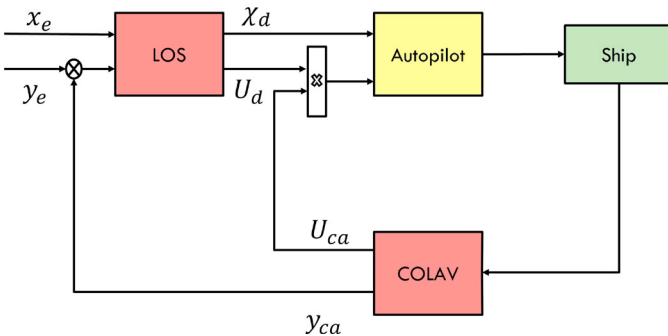 x_e
χ_d
LOS
Autopilot
Ship
y_e
U_d
U_ca
COLAV
y_ca